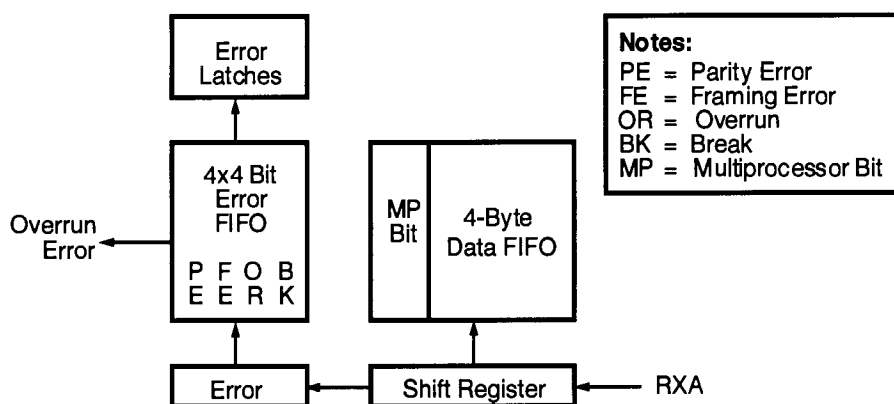 Error
Latches
4x4 Bit
Error
FIFO
P F O B
E E R K
Overrun
Error
MP
Bit
4-Byte
Data FIFO
Error
Shift Register
RXA
Notes:
PE = Parity Error
FE = Framing Error
OR = Overrun
BK = Break
MP = Multiprocessor Bit